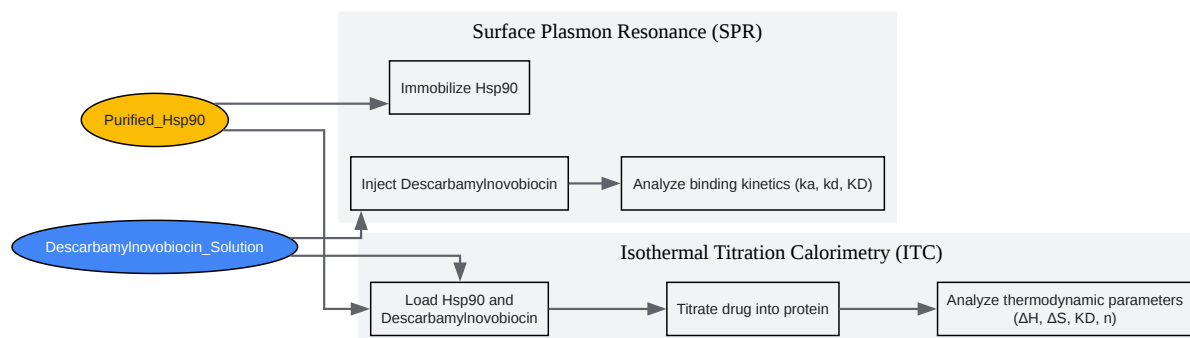 Surface Plasmon Resonance (SPR)
Immobilize Hsp90
Purified_Hsp90
Inject Descarbamylnovobiocin
Analyze binding kinetics (ka, kd, KD)
Descarbamylnovobiocin_Solution
Isothermal Titration Calorimetry (ITC)
Load Hsp90 and
Descarbamylnovobiocin
Titrate drug into protein
Analyze thermodynamic parameters
(ΔH, ΔS, KD, n)